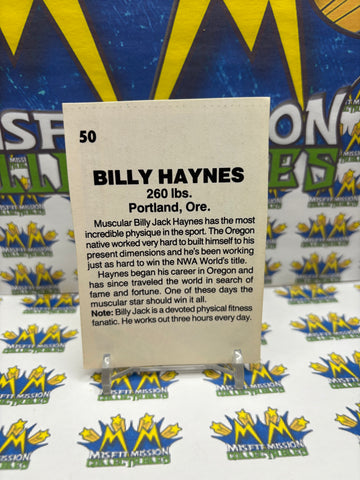 MISFIT MISSION
COLLECTIBLES
50
BILLY HAYNES
260 lbs.
Portland, Ore.
Muscular Billy Jack Haynes has the most
incredible physique in the sport. The Oregon
native worked very hard to built himself to his
present dimensions and he's been working
just as hard to win the NWA World's title.
Haynes began his career in Oregon and
has since traveled the world in search of
fame and fortune. One of these days the
muscular star should win it all.
Note: Billy Jack is a devoted physical fitness
fanatic. He works out three hours every day.
MISFIT MISSION
COLLECTIBLES